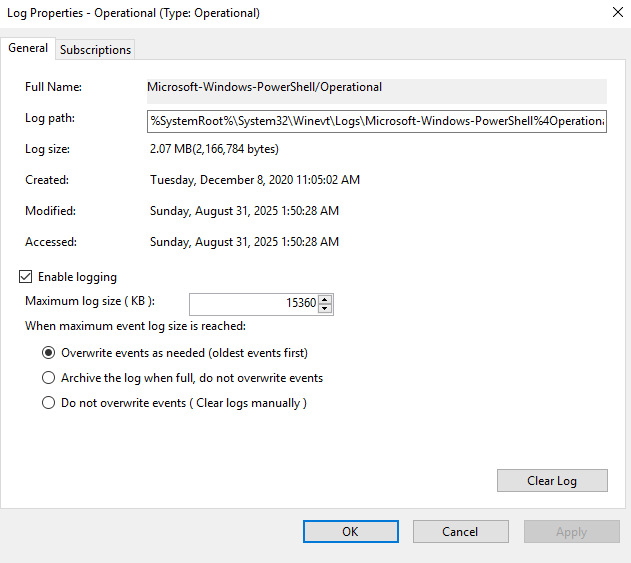 Log Properties - Operational (Type: Operational)
General Subscriptions
Full Name: Microsoft-Windows-PowerShell/Operational
Log path: %SystemRoot%\System32\Winevt\Logs\Microsoft-Windows-PowerShell%4Operationa
Log size: 2.07 MB(2,166,784 bytes)
Created: Tuesday, December 8, 2020 11:05:02 AM
Modified: Sunday, August 31, 2025 1:50:28 AM
Accessed: Sunday, August 31, 2025 1:50:28 AM
Enable logging
Maximum log size ( KB ): 15360
When maximum event log size is reached:
Overwrite events as needed (oldest events first)
Archive the log when full, do not overwrite events
Do not overwrite events ( Clear logs manually )
Clear Log
OK Cancel Apply